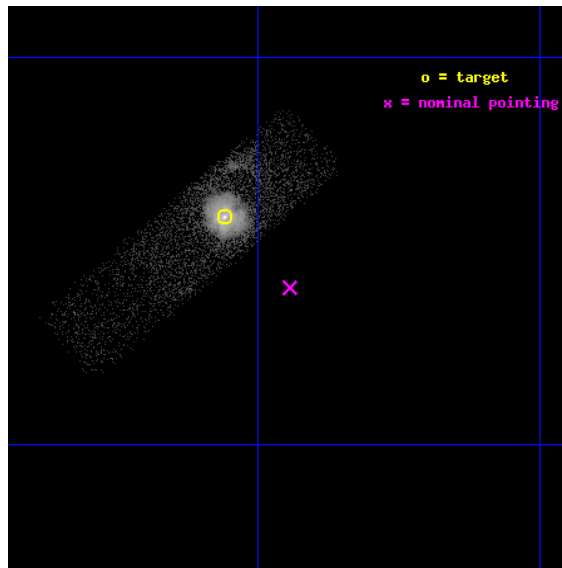 o = target
x = nominal pointing